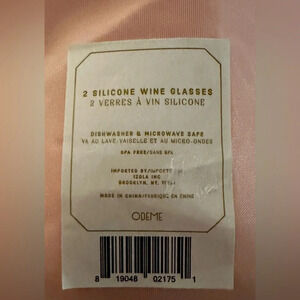 2 SILICONE WINE GLASSES
2 VERRES À VIN SILICONE
DISHWASHER & MICROWAVE SAFE
VA AU LAVE-VAISELLE ET AU MICRO-ONDES
BPA FREE/SANS BPA
IMPORTED BY/IMPORTÉ
IZOLA INC
BROOKLYN, NY,
MADE IN CHINA/FABRIQUÉ EN CHINE
ODEME
8 19048 02175 1